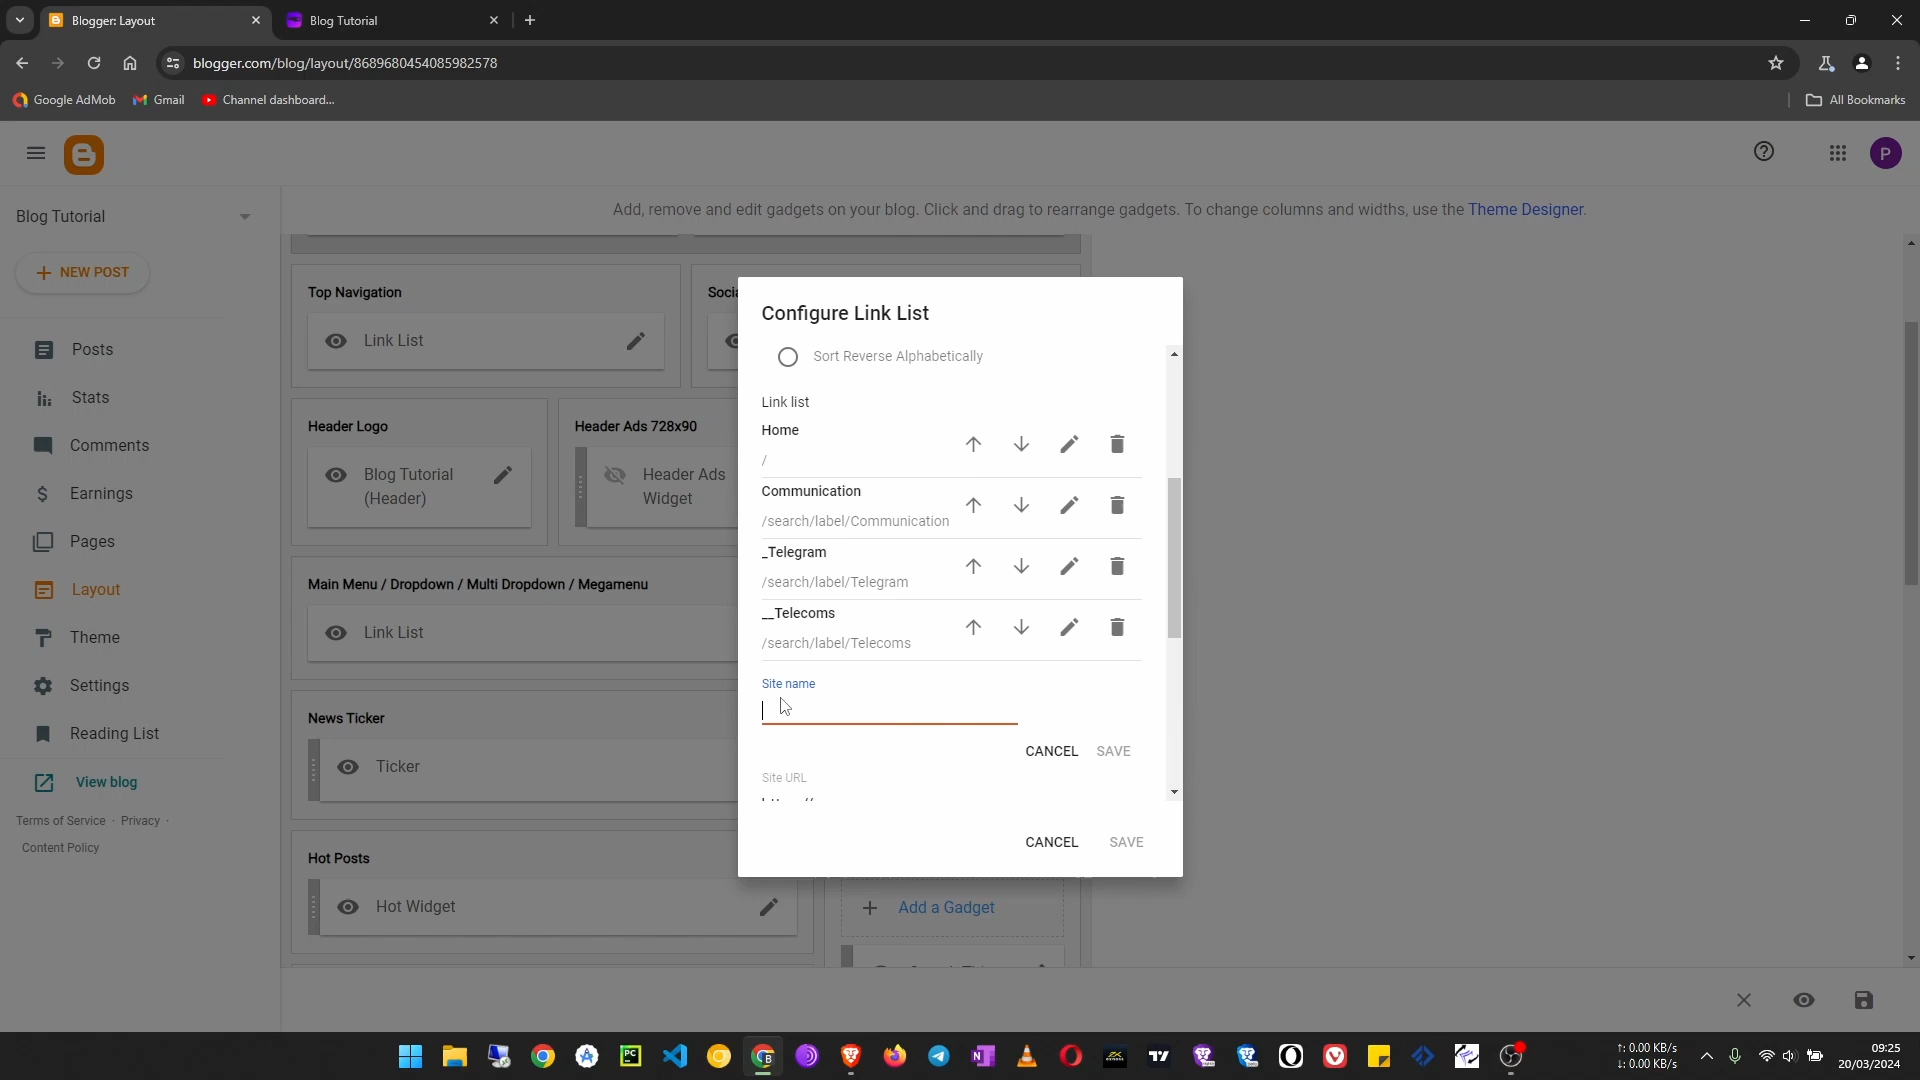 Blogger: Layout
Blog Tutorial
blogger.com/blog/layout/8689680454085982578
Google AdMob
Gmail
Channel dashboard...
All Bookmarks
P
Blog Tutorial
Add, remove and edit gadgets on your blog. Click and drag to rearrange gadgets. To change columns and widths, use the Theme Designer.
NEW POST
Posts
Stats
Comments
Earnings
Pages
Layout
Theme
Settings
Reading List
View blog
Terms of Service · Privacy ·
Content Policy
Top Navigation
Link List
Header Logo
Blog Tutorial
(Header)
Header Ads 728x90
Header Ads
Widget
Main Menu / Dropdown / Multi Dropdown / Megamenu
Link List
News Ticker
Ticker
Hot Posts
Hot Widget
Add a Gadget
Configure Link List
Sort Reverse Alphabetically
Link list
Home
/
Communication
/search/label/Communication
_Telegram
/search/label/Telegram
__Telecoms
/search/label/Telecoms
Site name
CANCEL
SAVE
Site URL
CANCEL
SAVE
↑: 0.00 KB/s
↓: 0.00 KB/s
09:25
20/03/2024